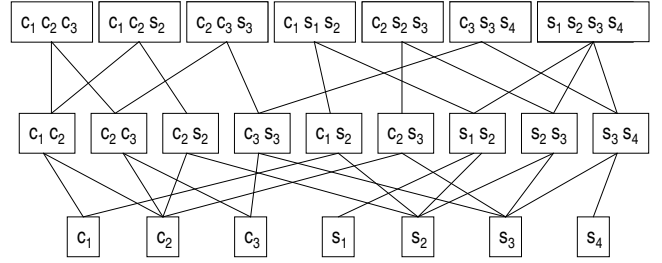 c₁ c₂ c₃ c₁ c₂ s₂ c₂ c₃ s₃ c₁ s₁ s₂ c₂ s₂ s₃ c₃ s₃ s₄ s₁ s₂ s₃ s₄
c₁ c₂ c₂ c₃ c₂ s₂ c₃ s₃ c₁ s₂ c₂ s₃ s₁ s₂ s₂ s₃ s₃ s₄
c₁ c₂ c₃ s₁ s₂ s₃ s₄